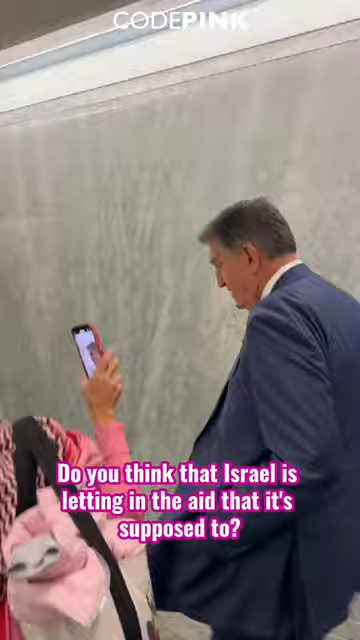 CODEPINK
Do you think that Israel is
letting in the aid that it's
supposed to?